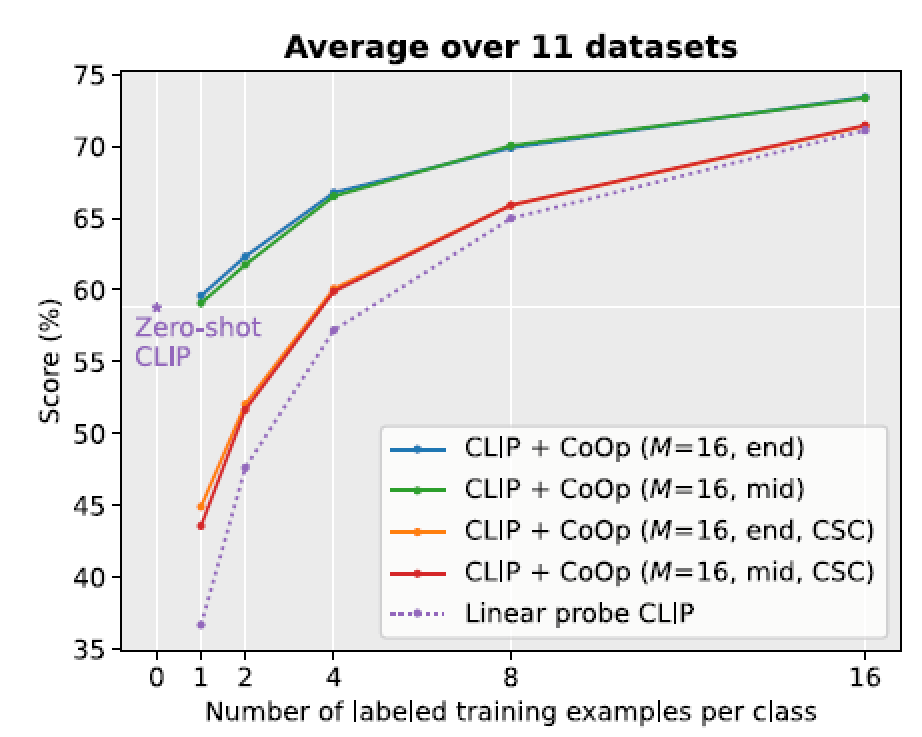 Average over 11 datasets
75
70
65
60
55
50
45
40
35
Score (%)
Zero-shot
CLIP
CLIP + CoOp (M=16, end)
CLIP + CoOp (M=16, mid)
CLIP + CoOp (M=16, end, CSC)
CLIP + CoOp (M=16, mid, CSC)
Linear probe CLIP
0 1 2 4 8 16
Number of labeled training examples per class